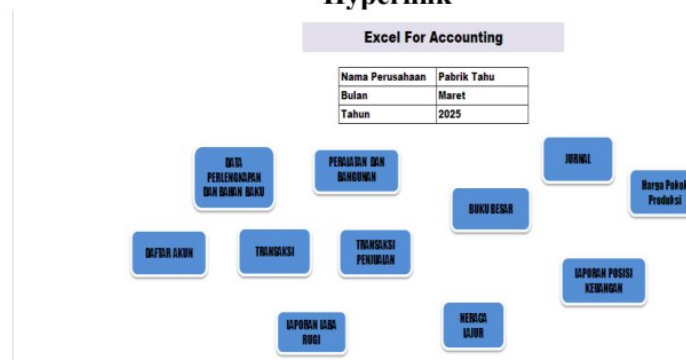 Hyperlink
Excel For Accounting
Nama Perusahaan Pabrik Tahu
Bulan Maret
Tahun 2025
DATA
PERLENGKAPAN
DAN BAHAN BAKU
PERALATAN DAN
BANGUNAN
JURNAL
Harga Pokok
Produksi
BUKU BESAR
DAFTAR AKUN
TRANSAKSI
TRANSAKSI
PENJUALAN
LAPORAN POSISI
KEUANGAN
LAPORAN LABA
RUGI
NERACA
LAJUR